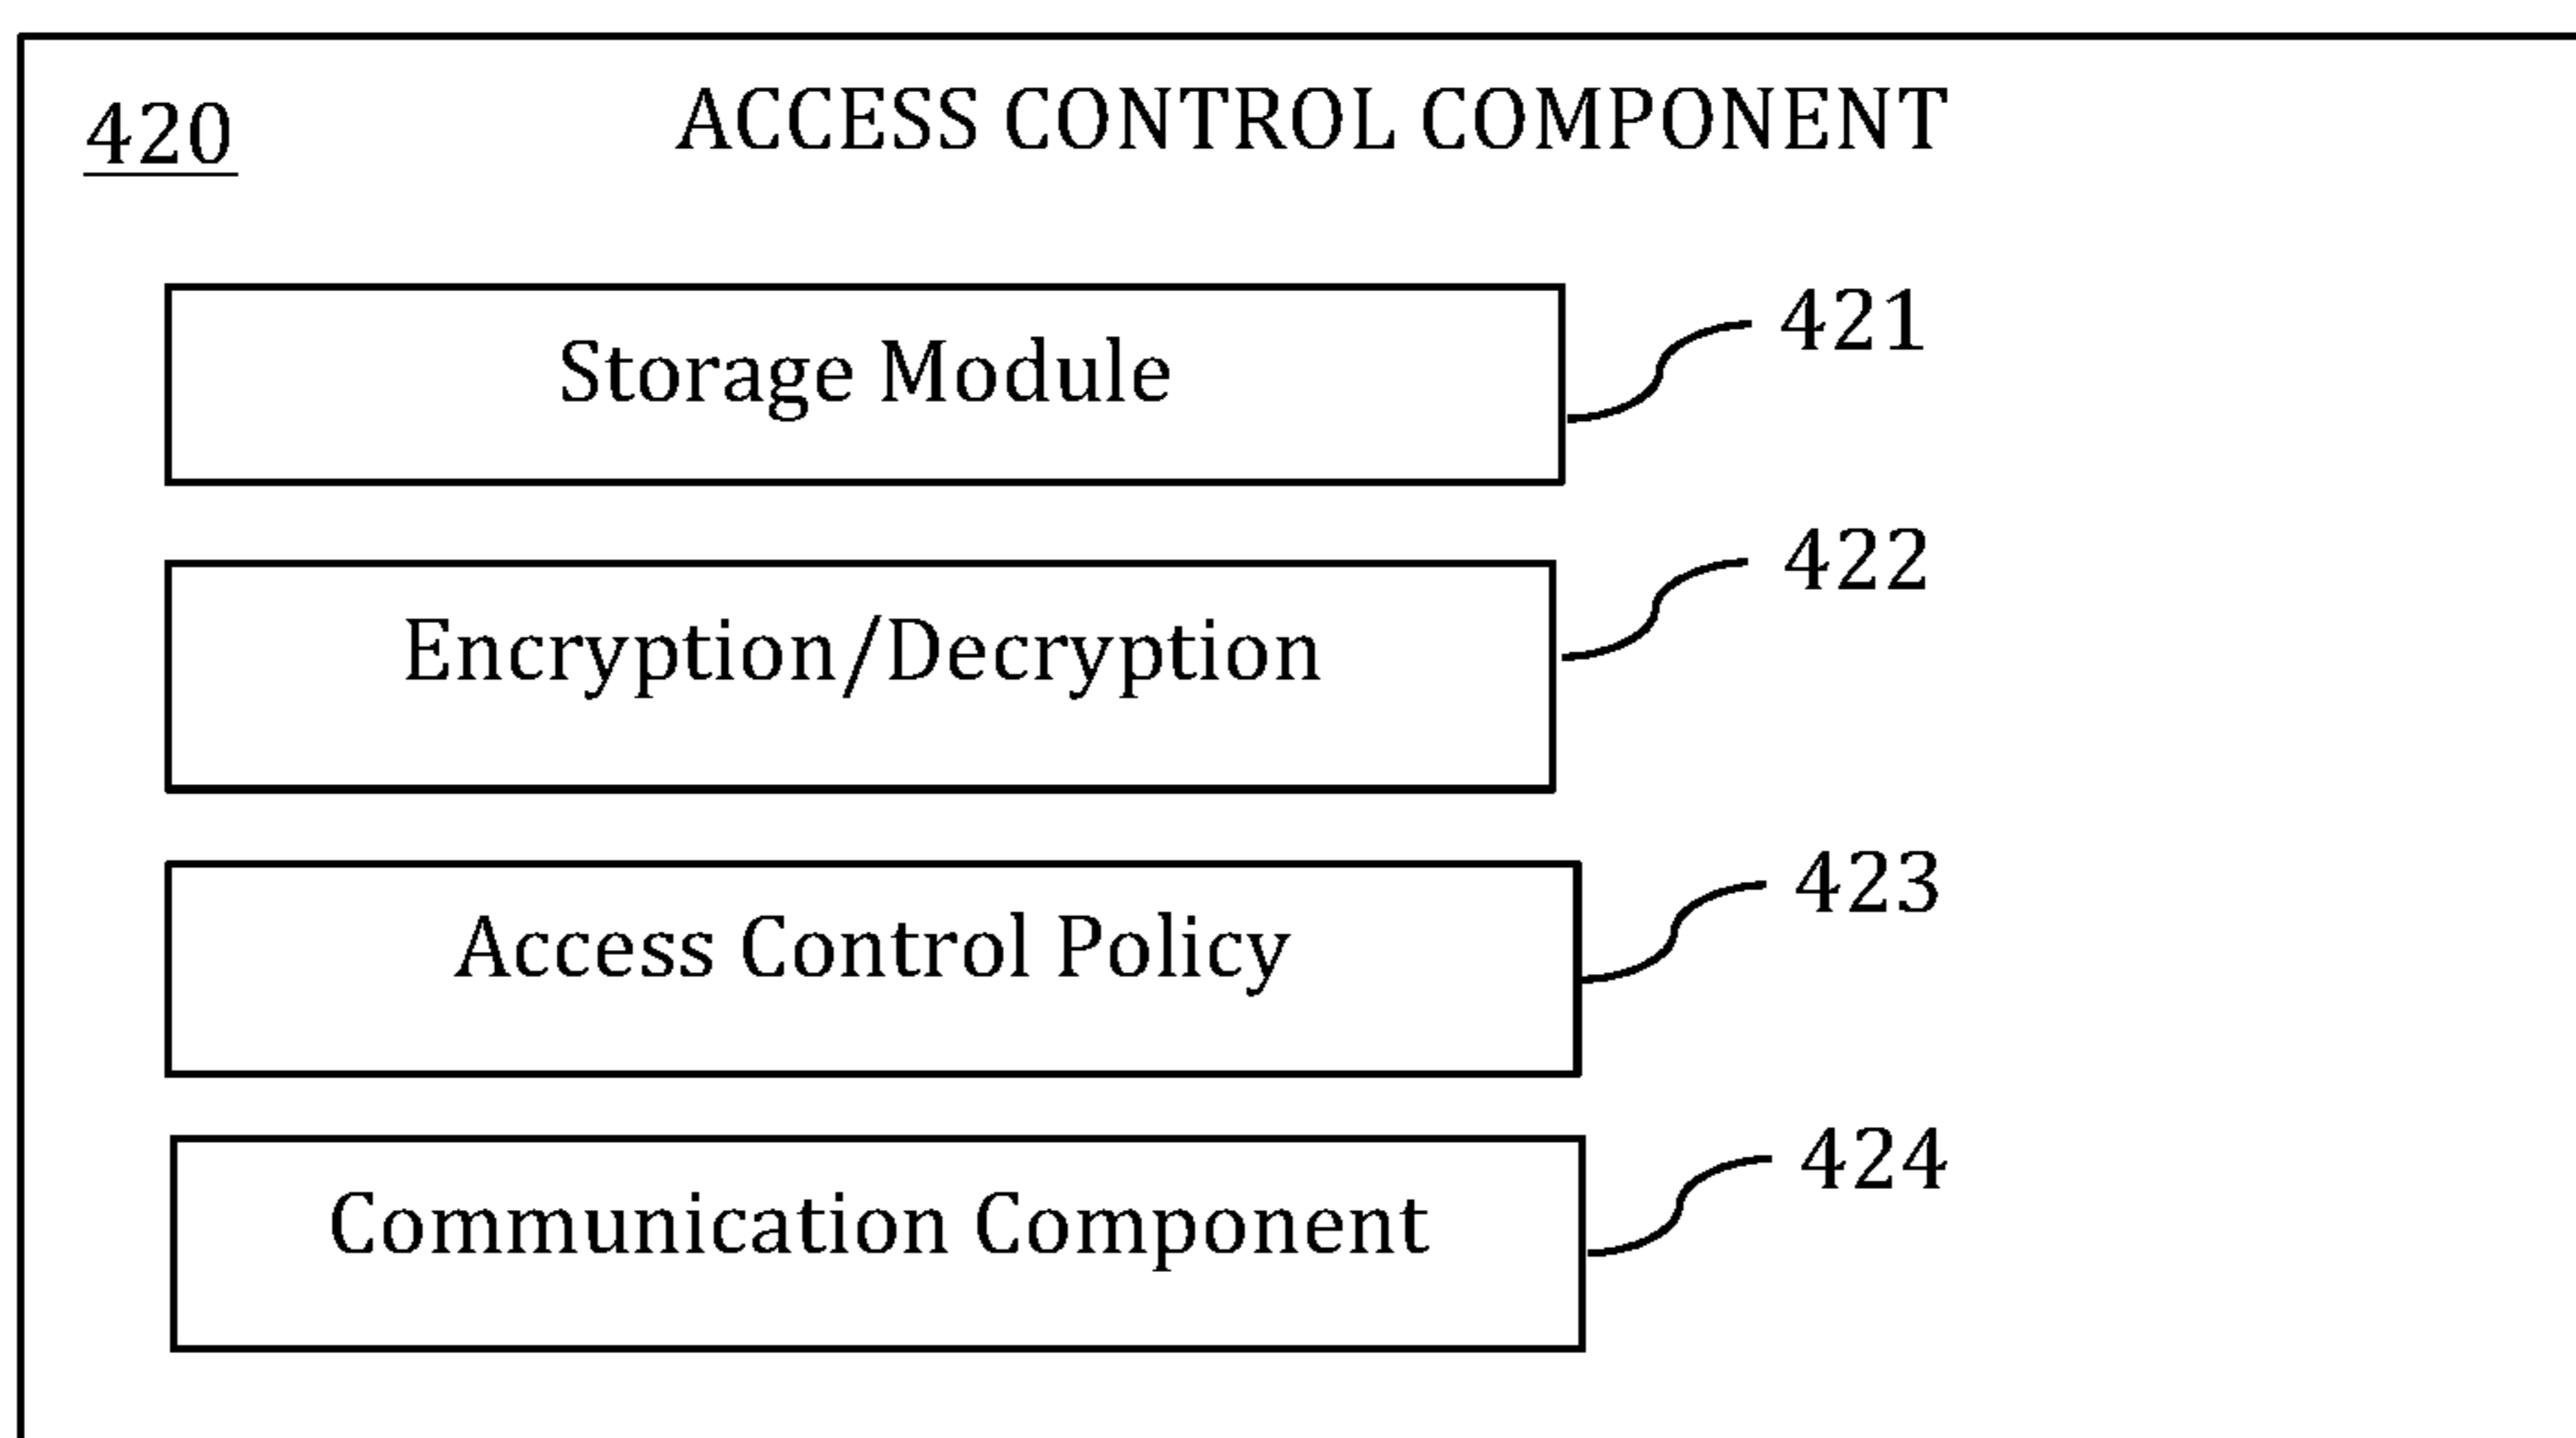 420
ACCESS CONTROL COMPONENT
Storage Module
421
Encryption/Decryption
422
Access Control Policy
423
Communication Component
424